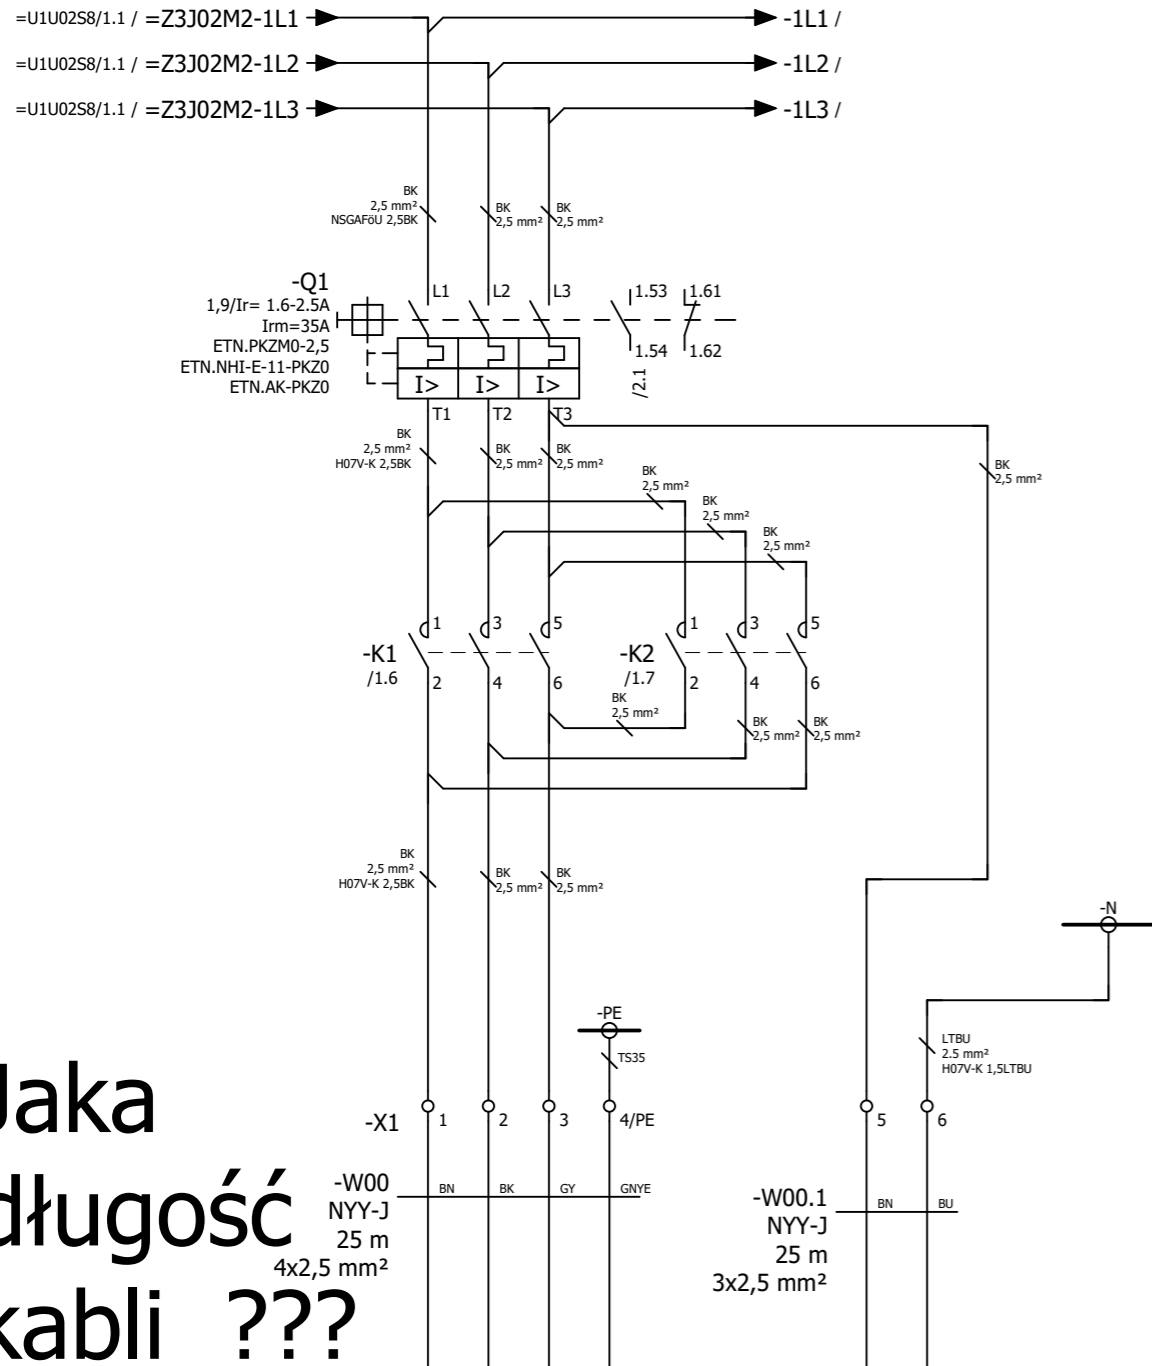 =U1U02S8/1.1 / =Z3J02M2-1L1
-1L1 /
=U1U02S8/1.1 / =Z3J02M2-1L2
-1L2 /
=U1U02S8/1.1 / =Z3J02M2-1L3
-1L3 /
BK
2,5 mm²
NSGAFöU 2,5BK
BK
2,5 mm²
BK
2,5 mm²
-Q1
1,9/Ir= 1.6-2.5A
Irm=35A
ETN.PKZM0-2,5
ETN.NHI-E-11-PKZ0
ETN.AK-PKZ0
L1
L2
L3
1.53
1.61
1.54
1.62
/2.1
I>
I>
I>
T1
T2
T3
BK
2,5 mm²
H07V-K 2,5BK
BK
2,5 mm²
BK
2,5 mm²
BK
2,5 mm²
BK
2,5 mm²
BK
2,5 mm²
BK
2,5 mm²
-K1
/1.6
1
3
5
2
4
6
-K2
/1.7
1
3
5
2
4
6
BK
2,5 mm²
BK
2,5 mm²
BK
2,5 mm²
BK
2,5 mm²
H07V-K 2,5BK
BK
2,5 mm²
BK
2,5 mm²
-N
-PE
TS35
LTBU
2.5 mm²
H07V-K 1,5LTBU
-X1
1
2
3
4/PE
5
6
-W00
NYY-J
25 m
4x2,5 mm²
BN
BK
GY
GNYE
-W00.1
NYY-J
25 m
3x2,5 mm²
BN
BU
Jaka
długość
kabli ???